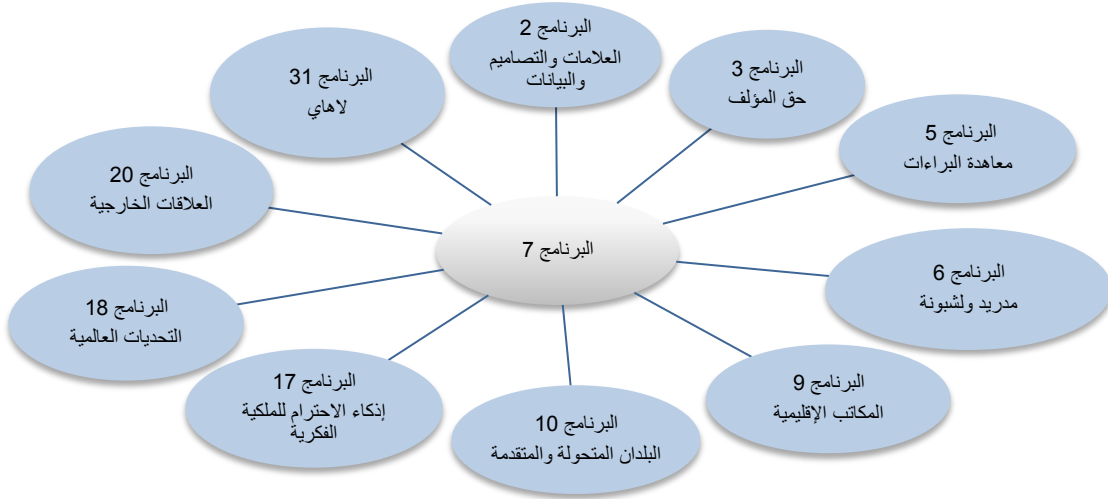 البرنامج 2
العلامات والتصاميم
والبيانات
البرنامج 3
حق المؤلف
البرنامج 5
معاهدة البراءات
البرنامج 6
مدريد ولشبونة
البرنامج 9
المكاتب الإقليمية
البرنامج 10
البلدان المتحولة والمتقدمة
البرنامج 17
إذكاء الاحترام للملكية
الفكرية
البرنامج 18
التحديات العالمية
البرنامج 20
العلاقات الخارجية
البرنامج 31
لاهاي
البرنامج 7